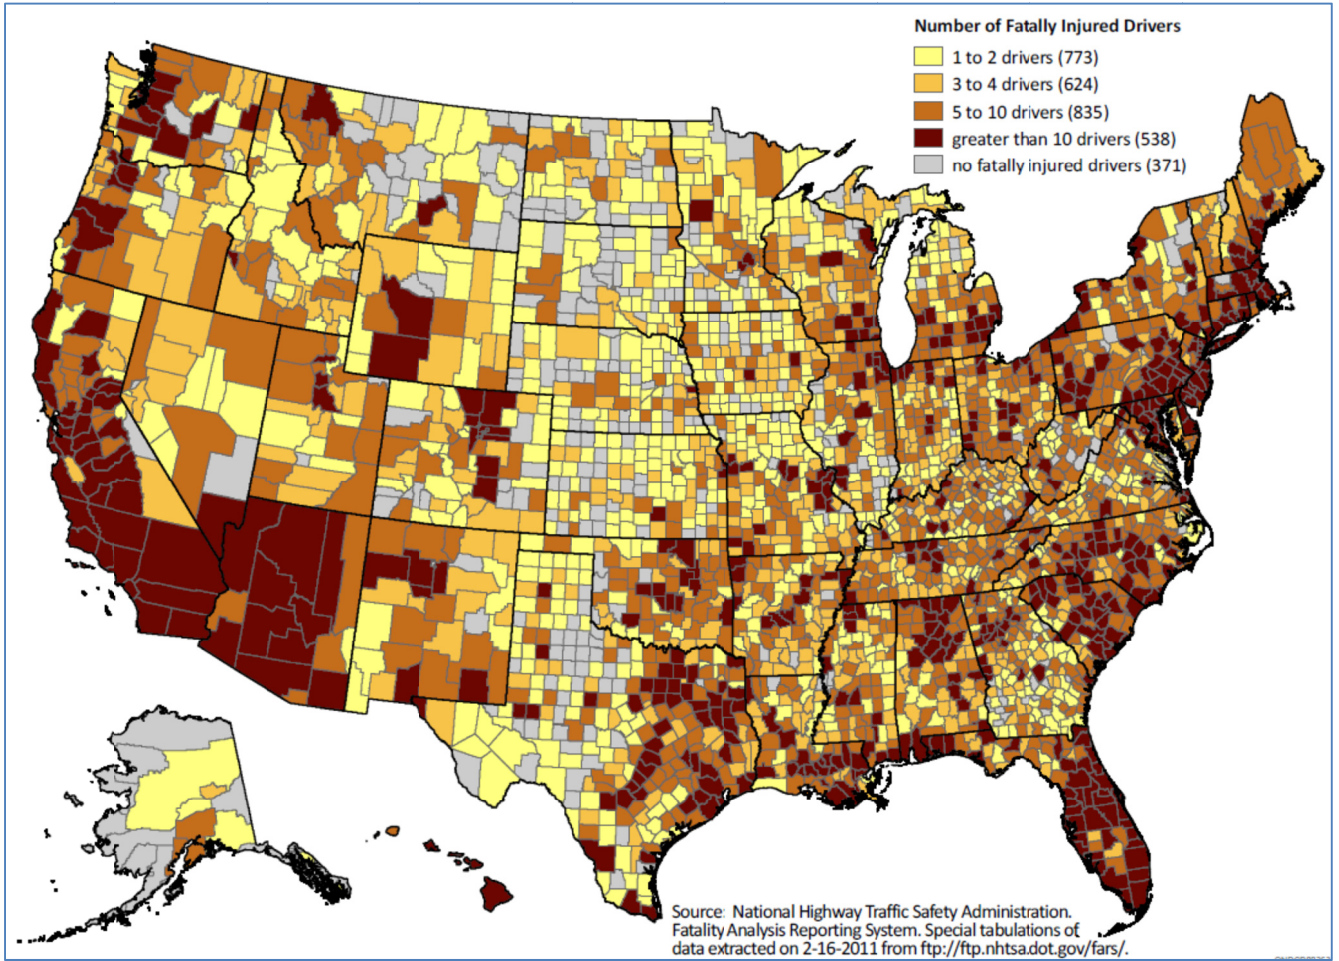 Number of Fatally Injured Drivers
1 to 2 drivers (773)
3 to 4 drivers (624)
5 to 10 drivers (835)
greater than 10 drivers (538)
no fatally injured drivers (371)
Source: National Highway Traffic Safety Administration.
Fatality Analysis Reporting System. Special tabulations of
data extracted on 2-16-2011 from ftp://ftp.nhtsa.dot.gov/fars/.